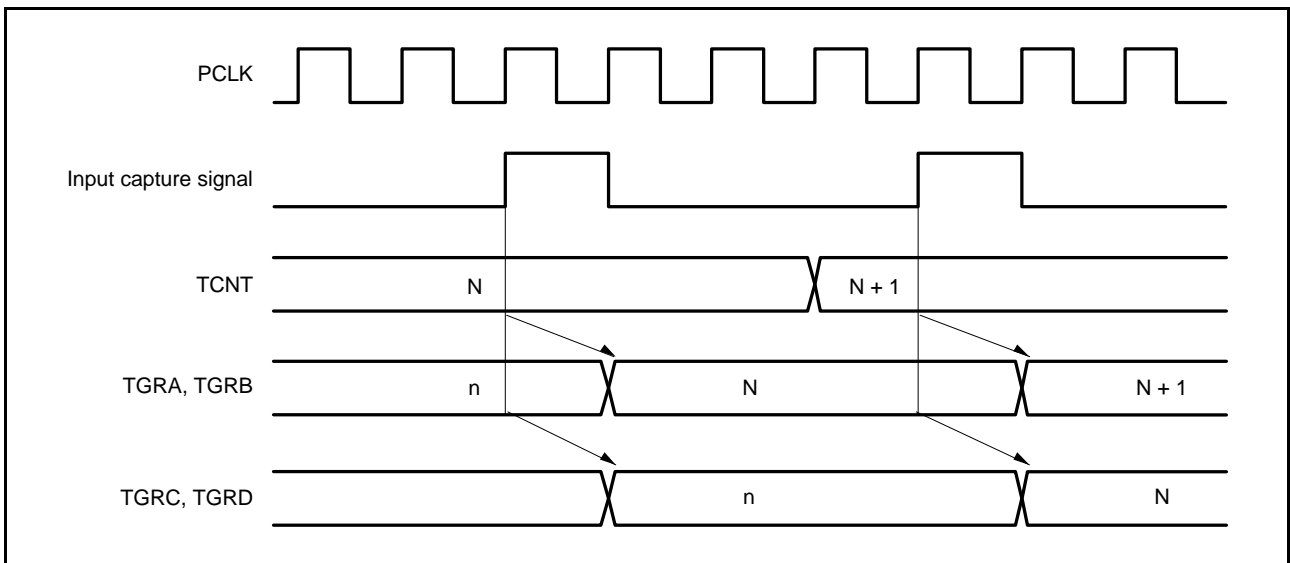 PCLK
Input capture signal
TCNT
N
N + 1
TGRA, TGRB
n
N
N + 1
TGRC, TGRD
n
N